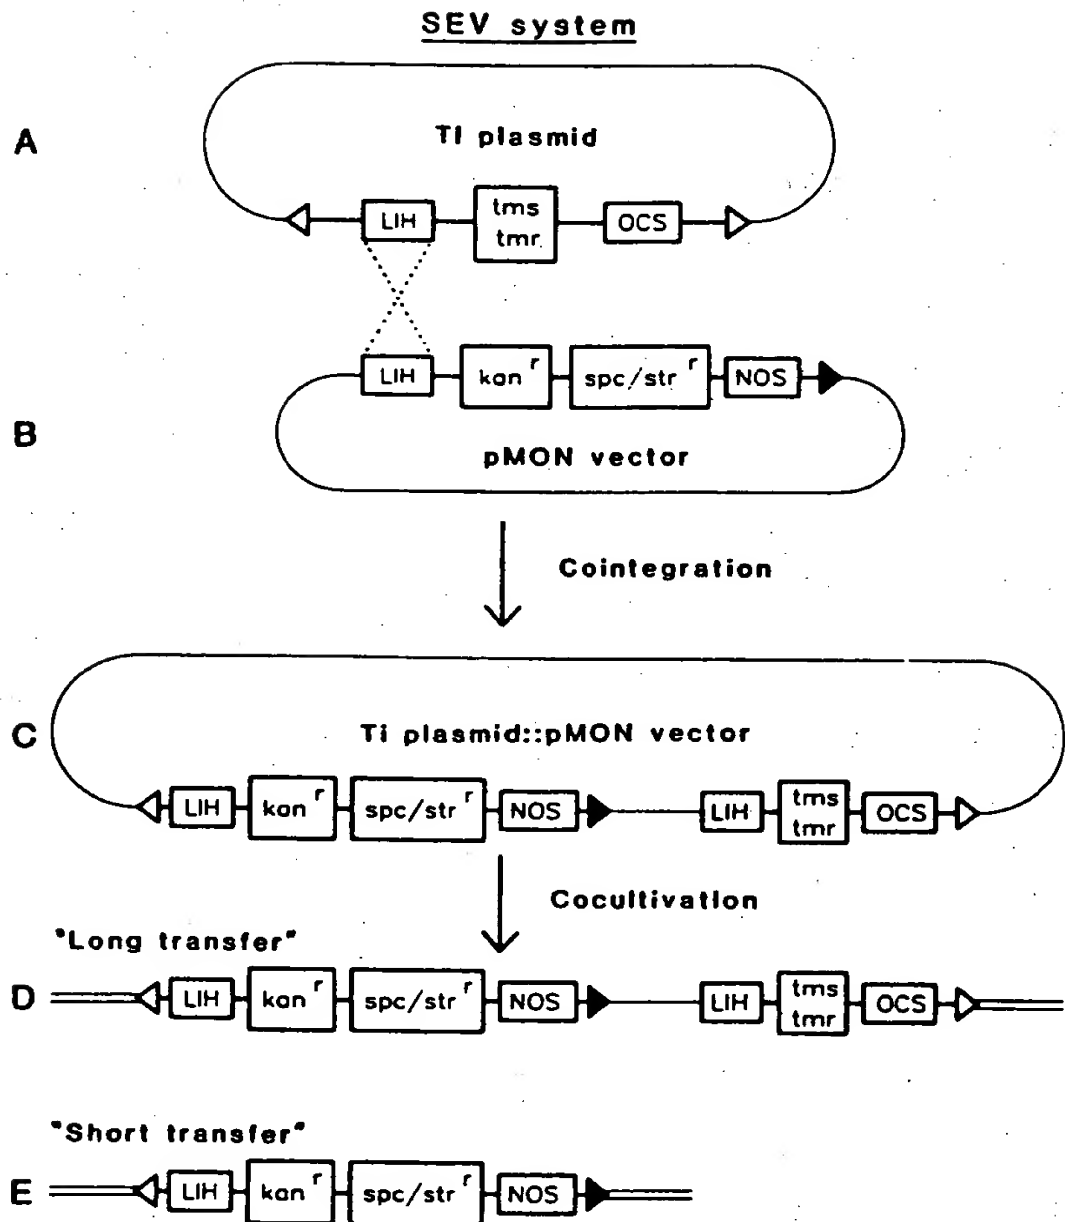 SEV system
A
TI plasmid
LIH
tms
tmr
OCS
LIH
kan r
spc/str r
NOS
B
pMON vector
Cointegration
C
Ti plasmid::pMON vector
LIH
kan r
spc/str r
NOS
LIH
tms
tmr
OCS
Cocultivation
"Long transfer"
D
LIH
kan r
spc/str r
NOS
LIH
tms
tmr
OCS
"Short transfer"
E
LIH
kan r
spc/str r
NOS